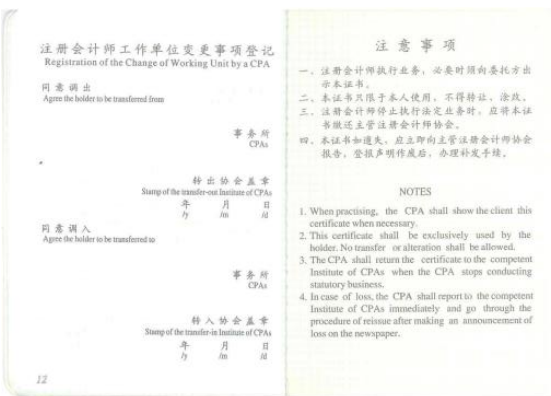 注册会计师工作单位变更事项登记
Registration of the Change of Working Unit by a CPA
同意调出
Agree the holder to be transferred from
事务所
CPAs
转出协会盖章
Stamp of the transfer-out Institute of CPAs
年 月 日
/y /m /d
同意调入
Agree the holder to be transferred to
事务所
CPAs
转入协会盖章
Stamp of the transfer-in Institute of CPAs
年 月 日
/y /m /d
12
注意事项
一、注册会计师执行业务，必要时须向委托方出
示本证书。
二、本证书只限于本人使用，不得转让、涂改。
三、注册会计师停止执行法定业务时，应将本证
书缴还主管注册会计师协会。
四、本证书如遗失，应立即向主管注册会计师协会
报告，登报声明作废后，办理补发手续。
NOTES
1. When practising, the CPA shall show the client this
certificate when necessary.
2. This certificate shall be exclusively used by the
holder. No transfer or alteration shall be allowed.
3. The CPA shall return the certificate to the competent
Institute of CPAs when the CPA stops conducting
statutory business.
4. In case of loss, the CPA shall report to the competent
Institute of CPAs immediately and go through the
procedure of reissue after making an announcement of
loss on the newspaper.